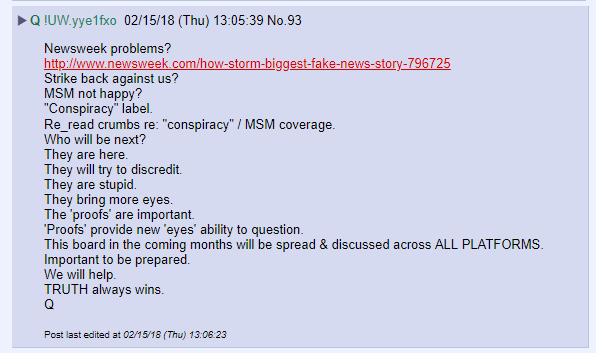 ▶ Q !UW.yye1fxo 02/15/18 (Thu) 13:05:39 No.93
Newsweek problems?
http://www.newsweek.com/how-storm-biggest-fake-news-story-796725
Strike back against us?
MSM not happy?
"Conspiracy" label.
Re_read crumbs re: "conspiracy" / MSM coverage.
Who will be next?
They are here.
They will try to discredit.
They are stupid.
They bring more eyes.
The 'proofs' are important.
'Proofs' provide new 'eyes' ability to question.
This board in the coming months will be spread & discussed across ALL PLATFORMS.
Important to be prepared.
We will help.
TRUTH always wins.
Q
Post last edited at 02/15/18 (Thu) 13:06:23